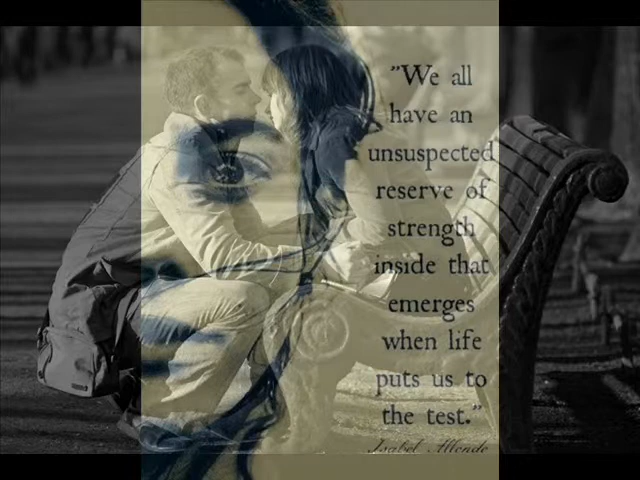 "We all
have an
unsuspected
reserve of
strength
inside that
emerges
when life
puts us to
the test."
Isabel Allende